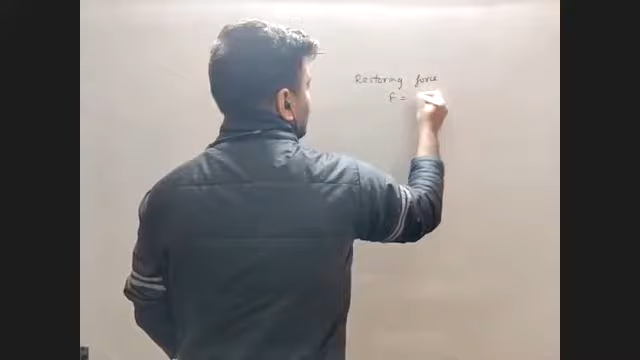 Restoring force
F =